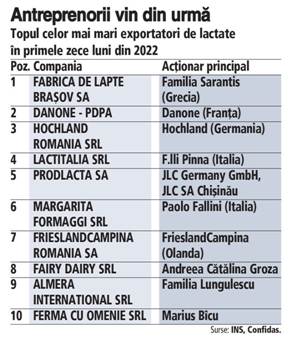 Antreprenorii vin din urmă
Topul celor mai mari exportatori de lactate
în primele zece luni din 2022
Poz. Compania Acționar principal
1 FABRICA DE LAPTE Familia Sarantis
BRAȘOV SA (Grecia)
2 DANONE - PDPA Danone (Franța)
3 HOCHLAND Hochland (Germania)
ROMANIA SRL
4 LACTITALIA SRL F.lli Pinna (Italia)
5 PRODLACTA SA JLC Germany GmbH,
JLC SA Chișinău
6 MARGARITA Paolo Fallini (Italia)
FORMAGGI SRL
7 FRIESLANDCAMPINA FrieslandCampina
ROMANIA SA (Olanda)
8 FAIRY DAIRY SRL Andreea Cătălina Groza
9 ALMERA Familia Lungulescu
INTERNATIONAL SRL
10 FERMA CU OMENIE SRL Marius Bicu
Surse: INS, Confidas.